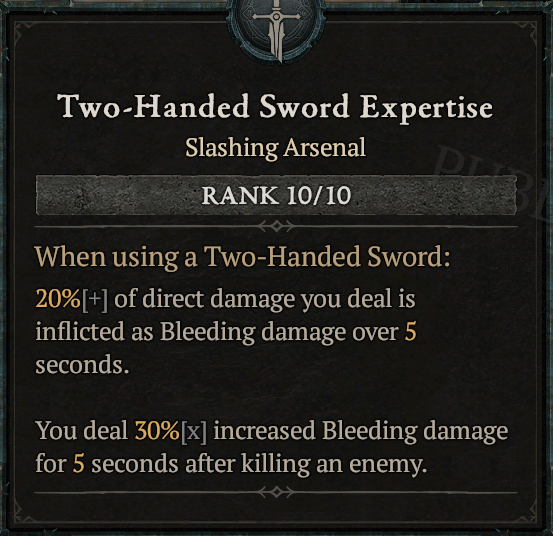 Two-Handed Sword Expertise
Slashing Arsenal
RANK 10/10
When using a Two-Handed Sword:
20%[+] of direct damage you deal is
inflicted as Bleeding damage over 5
seconds.
You deal 30%[x] increased Bleeding damage
for 5 seconds after killing an enemy.